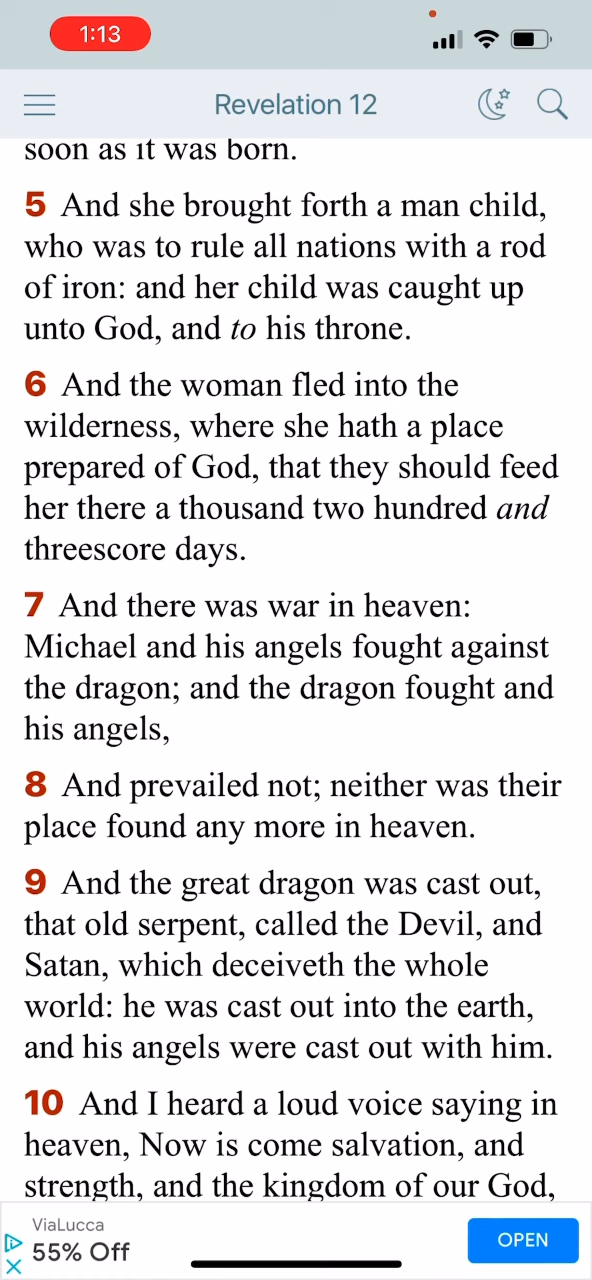 1:13
Revelation 12
soon as it was born.
5 And she brought forth a man child,
who was to rule all nations with a rod
of iron: and her child was caught up
unto God, and to his throne.
6 And the woman fled into the
wilderness, where she hath a place
prepared of God, that they should feed
her there a thousand two hundred and
threescore days.
7 And there was war in heaven:
Michael and his angels fought against
the dragon; and the dragon fought and
his angels,
8 And prevailed not; neither was their
place found any more in heaven.
9 And the great dragon was cast out,
that old serpent, called the Devil, and
Satan, which deceiveth the whole
world: he was cast out into the earth,
and his angels were cast out with him.
10 And I heard a loud voice saying in
heaven, Now is come salvation, and
strength, and the kingdom of our God,
ViaLucca
55% Off
OPEN